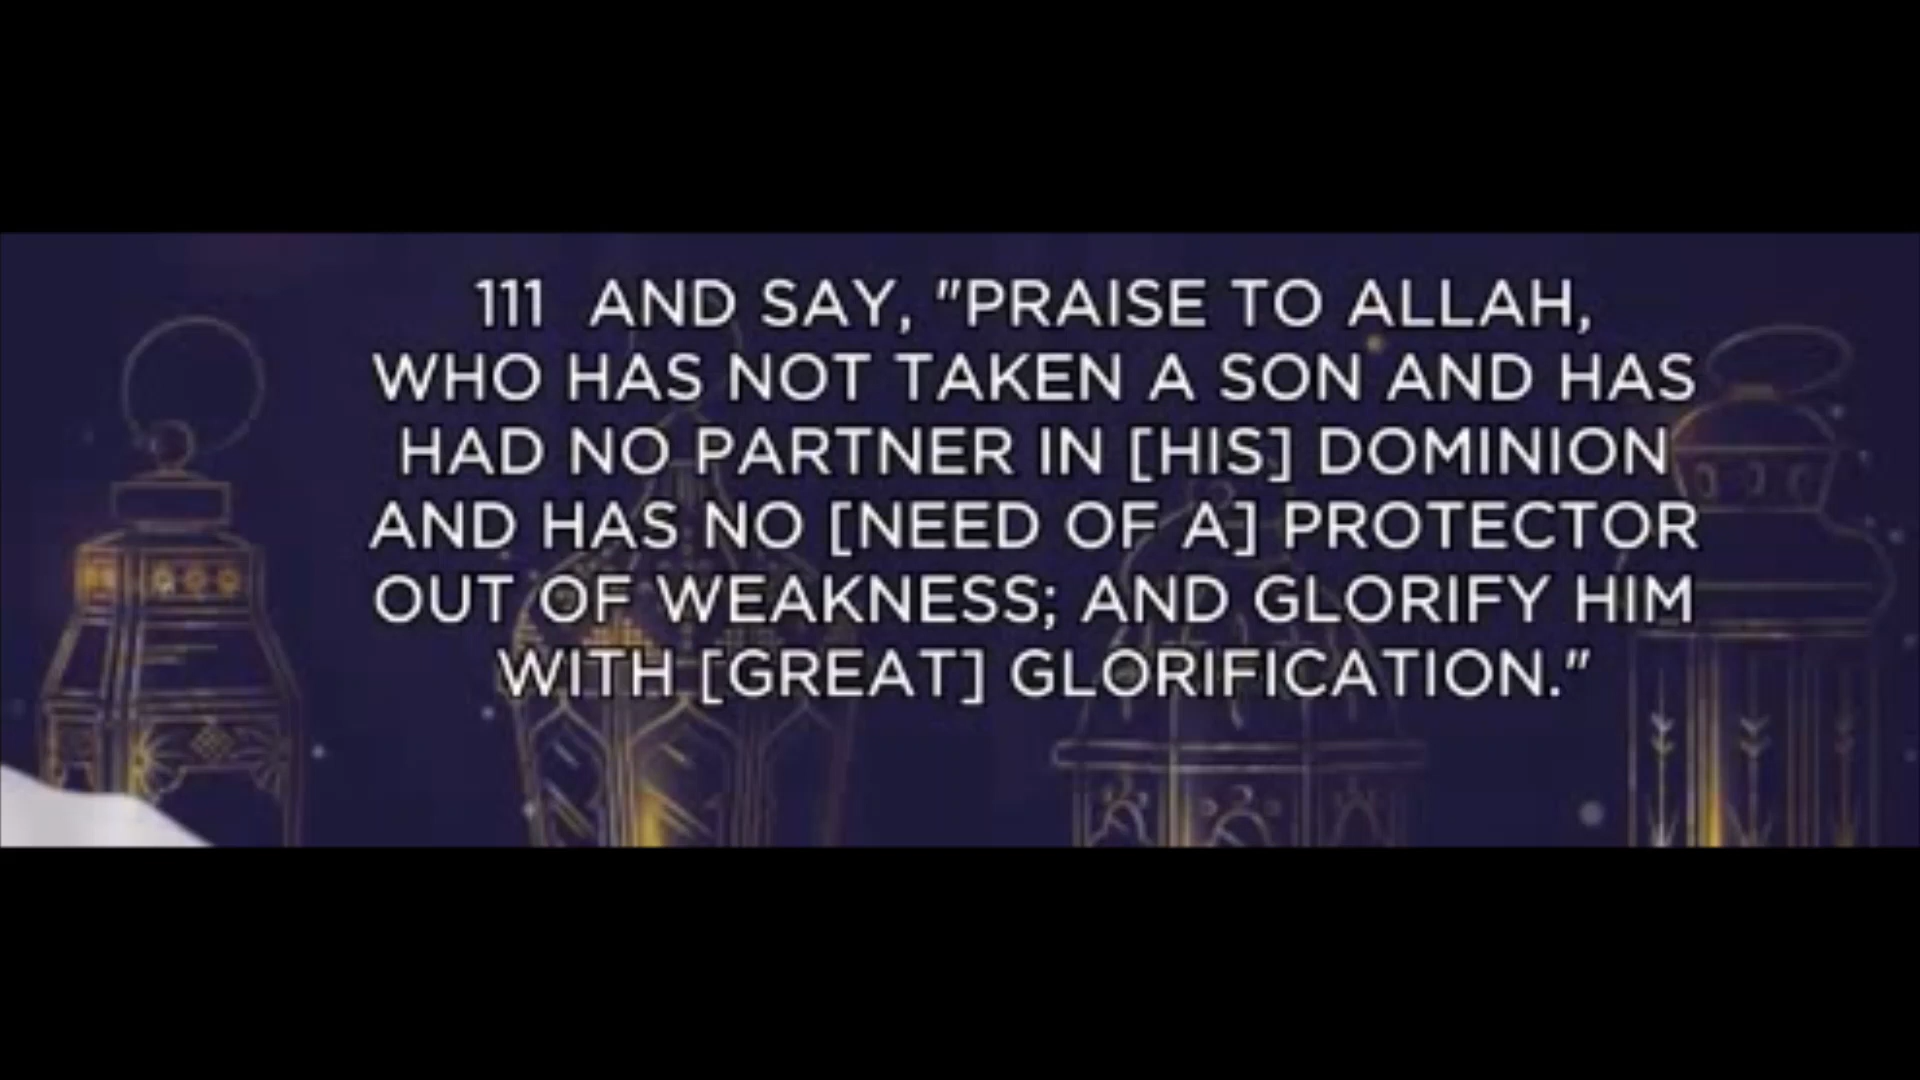 111  AND SAY, "PRAISE TO ALLAH,
WHO HAS NOT TAKEN A SON AND HAS
HAD NO PARTNER IN [HIS] DOMINION
AND HAS NO [NEED OF A] PROTECTOR
OUT OF WEAKNESS; AND GLORIFY HIM
WITH [GREAT] GLORIFICATION."